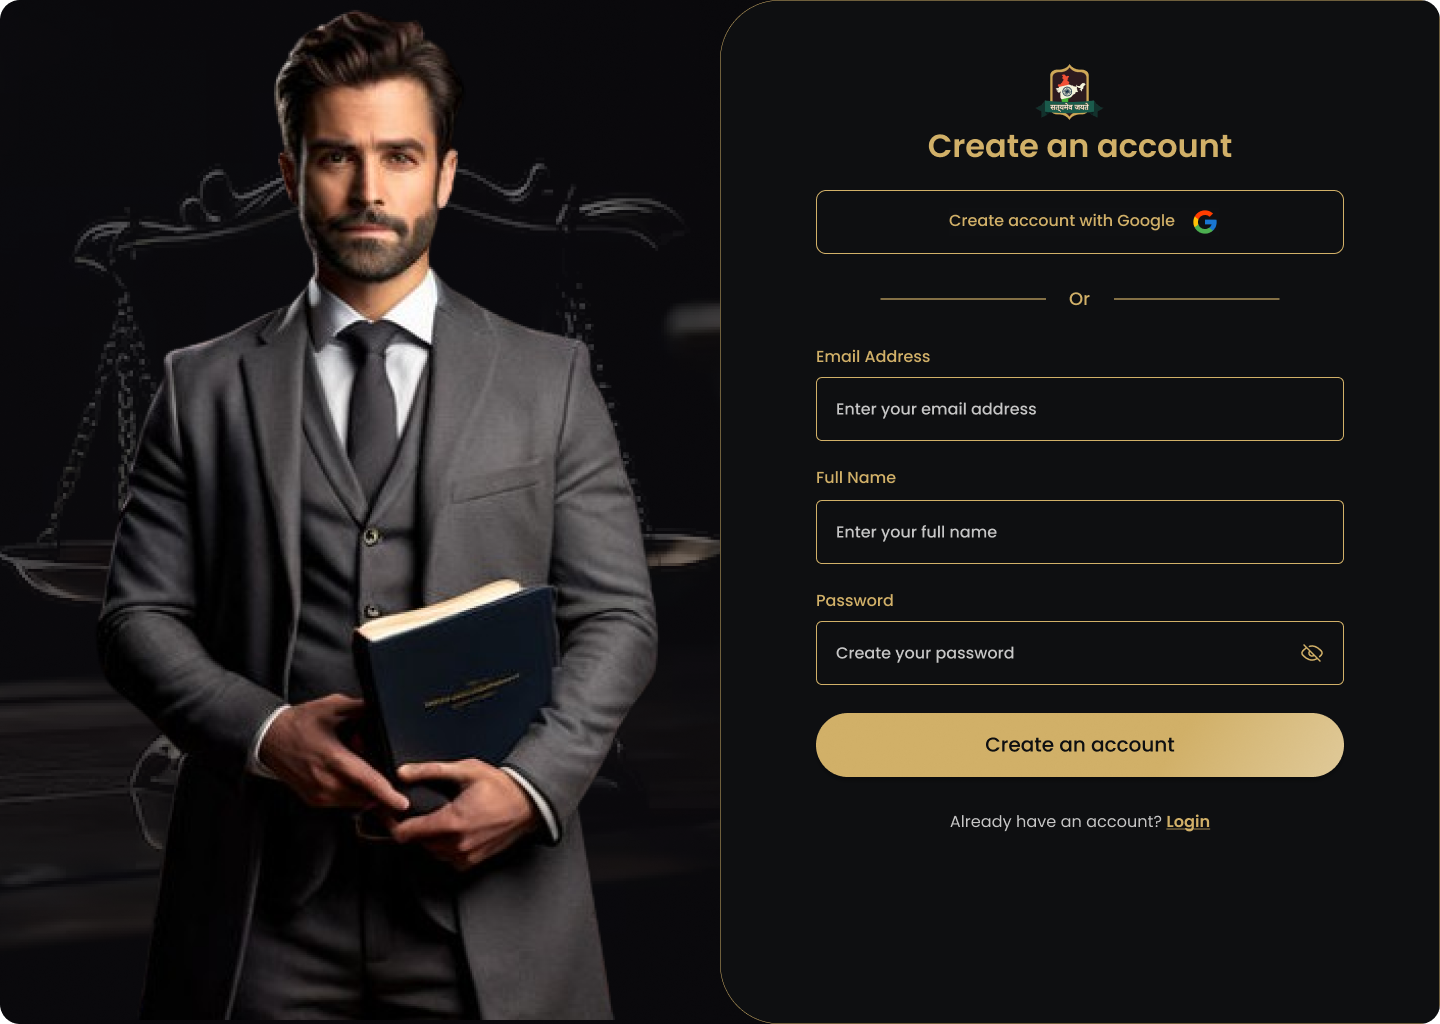 सत्यमेव जयते
Create an account
Create account with Google
Or
Email Address
Enter your email address
Full Name
Enter your full name
Password
Create your password
Create an account
Already have an account? Login